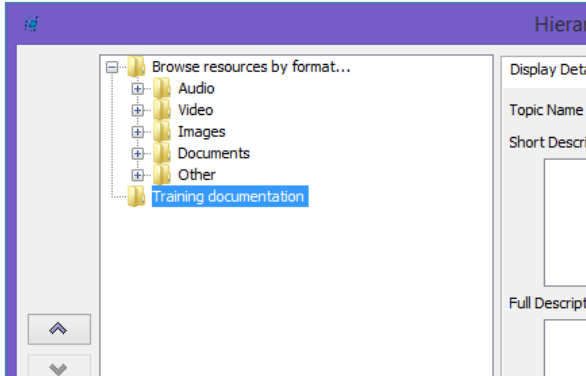 Hierar
Browse resources by format...
Audio
Video
Images
Documents
Other
Training documentation
Display Deta
Topic Name
Short Descri
Full Descript